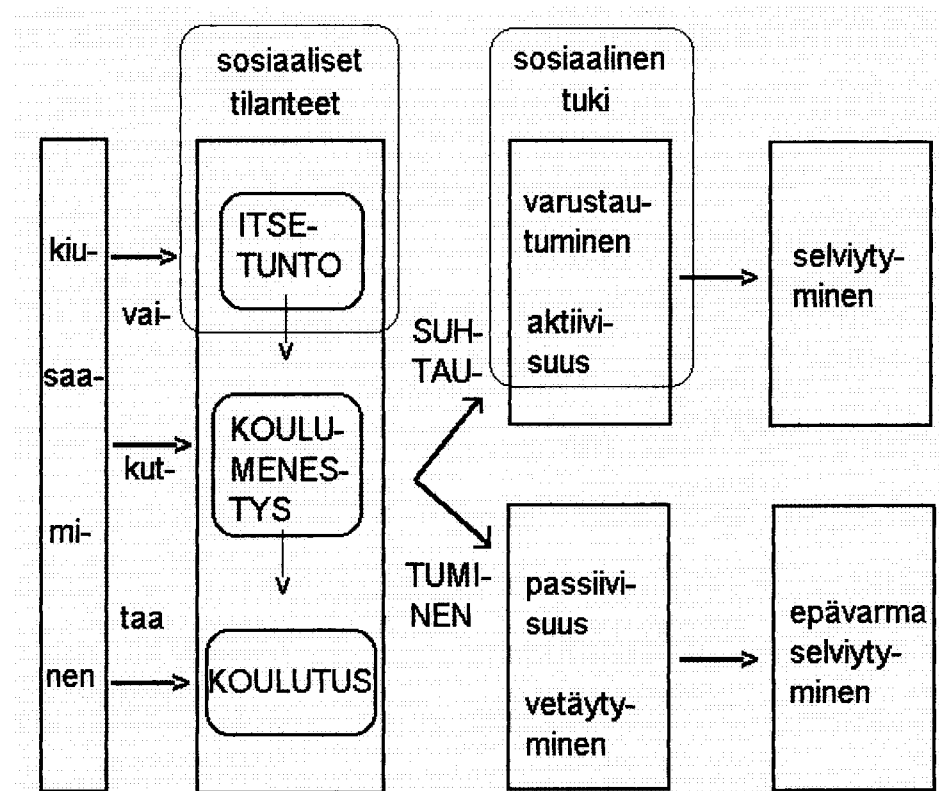 sosiaaliset
tilanteet
sosiaalinen
tuki
kiu-
saa-
mi-
nen
vai-
kut-
taa
ITSE-
TUNTO
KOULU-
MENES-
TYS
KOULUTUS
SUH-
TAU-
TUMI-
NEN
varustau-
tuminen
aktiivi-
suus
selviyty-
minen
passiivi-
suus
vetäyty-
minen
epävarma
selviyty-
minen